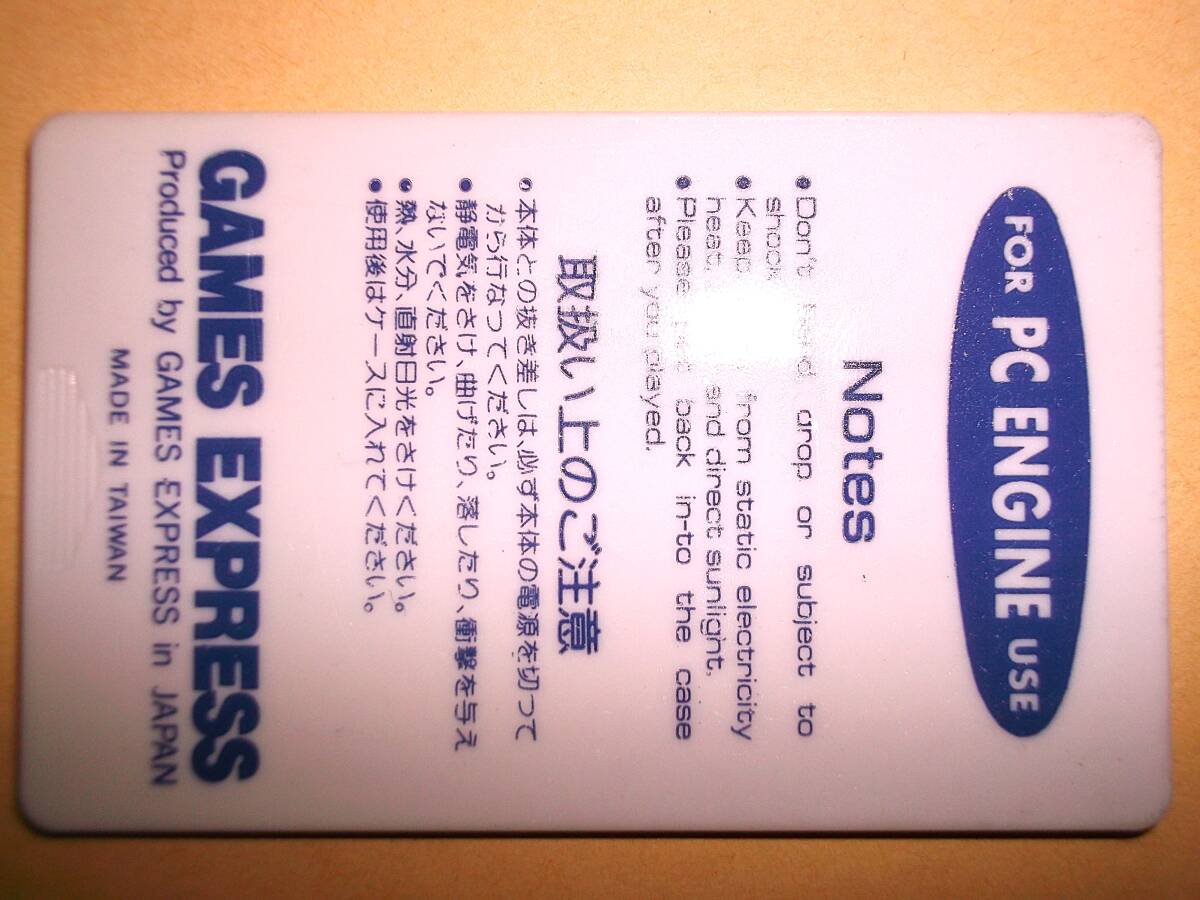 FOR PC ENGINE USE
Notes
● Don't bend drop or subject to
shock
● Keep from static electricity
heat, and direct sunlight.
● Please back in-to the case
after you played.
取扱い上のご注意
● 本体との抜き差しは、必ず本体の電源を切って
から行なつてください。
● 静電気をさけ、曲げたり、落したり、衝撃を与え
ないでください。
● 熱、水分、直射日光をさけください。
● 使用後はケースに入れてください。
GAMES EXPRESS
Produced by GAMES EXPRESS in JAPAN
MADE IN TAIWAN